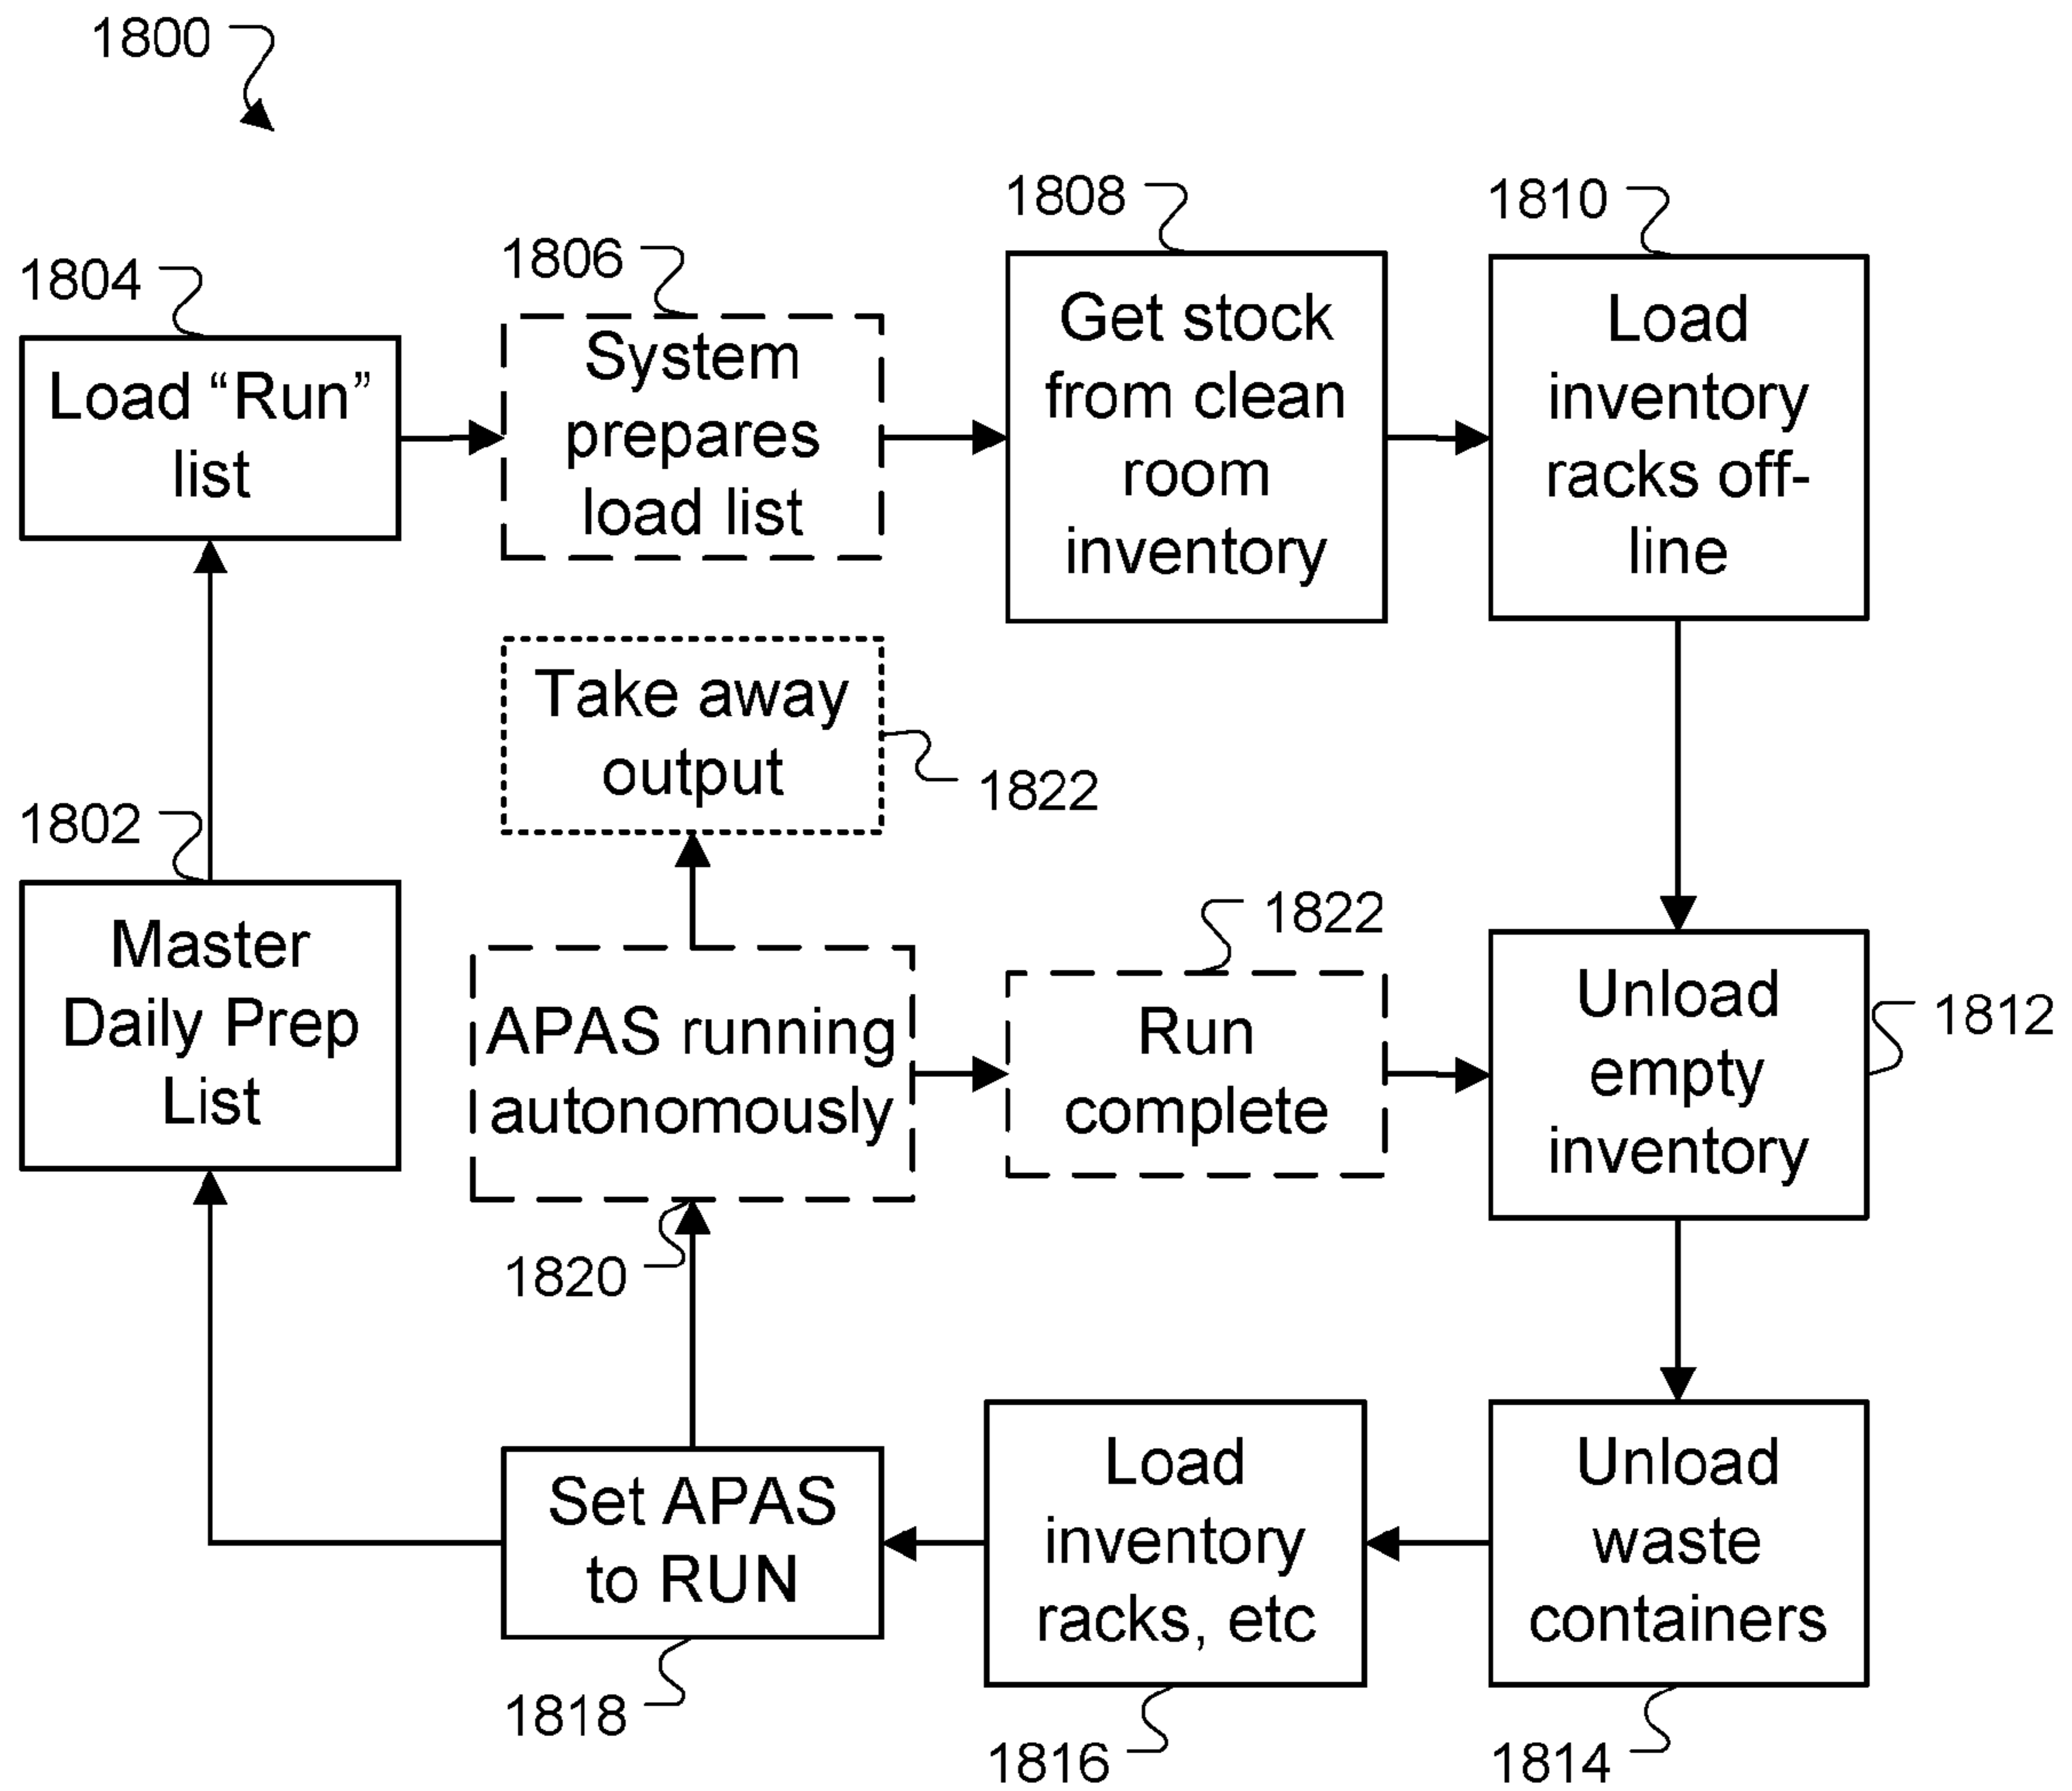 1800
1804
Load “Run”
list
1806
System
prepares
load list
1808
Get stock
from clean
room
inventory
1810
Load
inventory
racks off-
line
Take away
output
1822
1802
Master
Daily Prep
List
APAS running
autonomously
1820
1822
Run
complete
Unload
empty
inventory
1812
Set APAS
to RUN
1818
Load
inventory
racks, etc
1816
Unload
waste
containers
1814